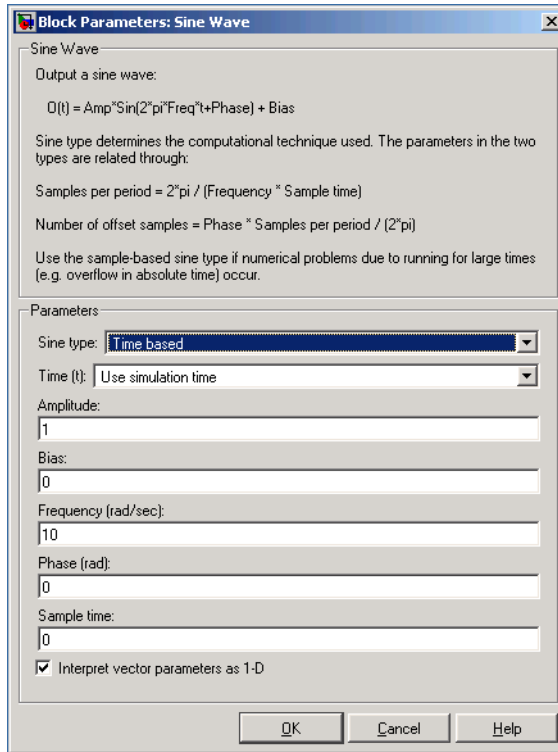 Block Parameters: Sine Wave
Sine Wave
Output a sine wave:
O(t) = Amp*Sin(2*pi*Freq*t+Phase) + Bias
Sine type determines the computational technique used. The parameters in the two
types are related through:
Samples per period = 2*pi / (Frequency * Sample time)
Number of offset samples = Phase * Samples per period / (2*pi)
Use the sample-based sine type if numerical problems due to running for large times
(e.g. overflow in absolute time) occur.
Parameters
Sine type: Time based
Time (t): Use simulation time
Amplitude:
1
Bias:
0
Frequency (rad/sec):
10
Phase (rad):
0
Sample time:
0
Interpret vector parameters as 1-D
OK Cancel Help